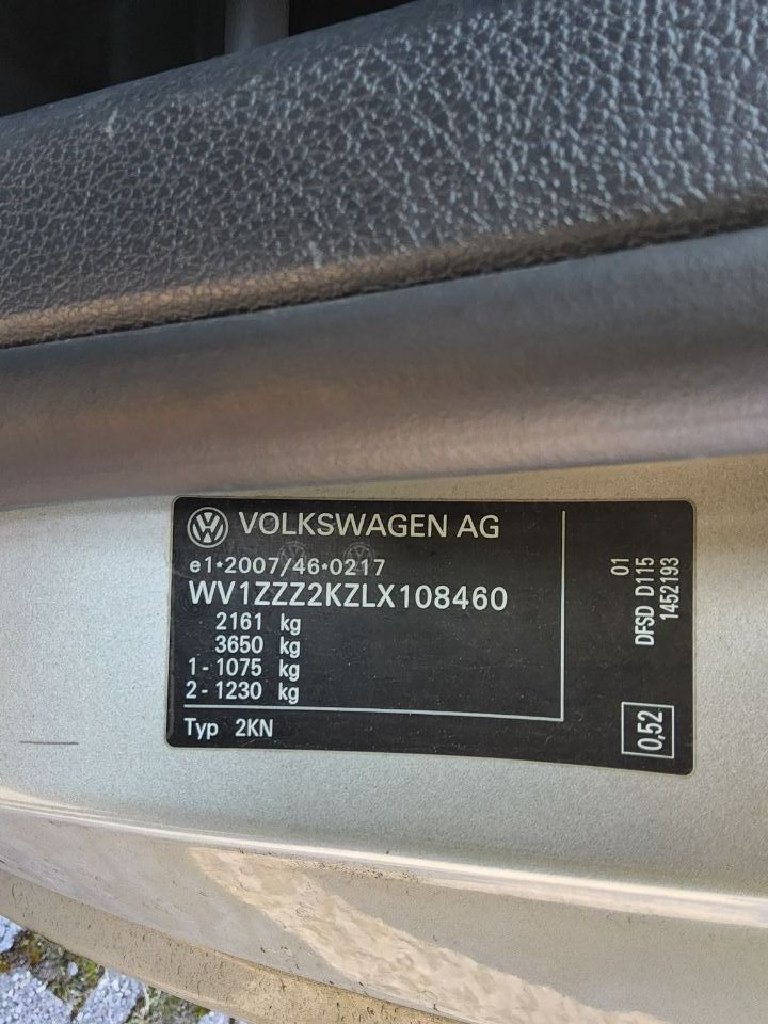 VOLKSWAGEN AG
e1*2007/46*0217
WV1ZZZ2KZLX108460
2161 kg
3650 kg
1 - 1075 kg
2 - 1230 kg
Typ 2KN
01
DFSD D115
1452193
0,52